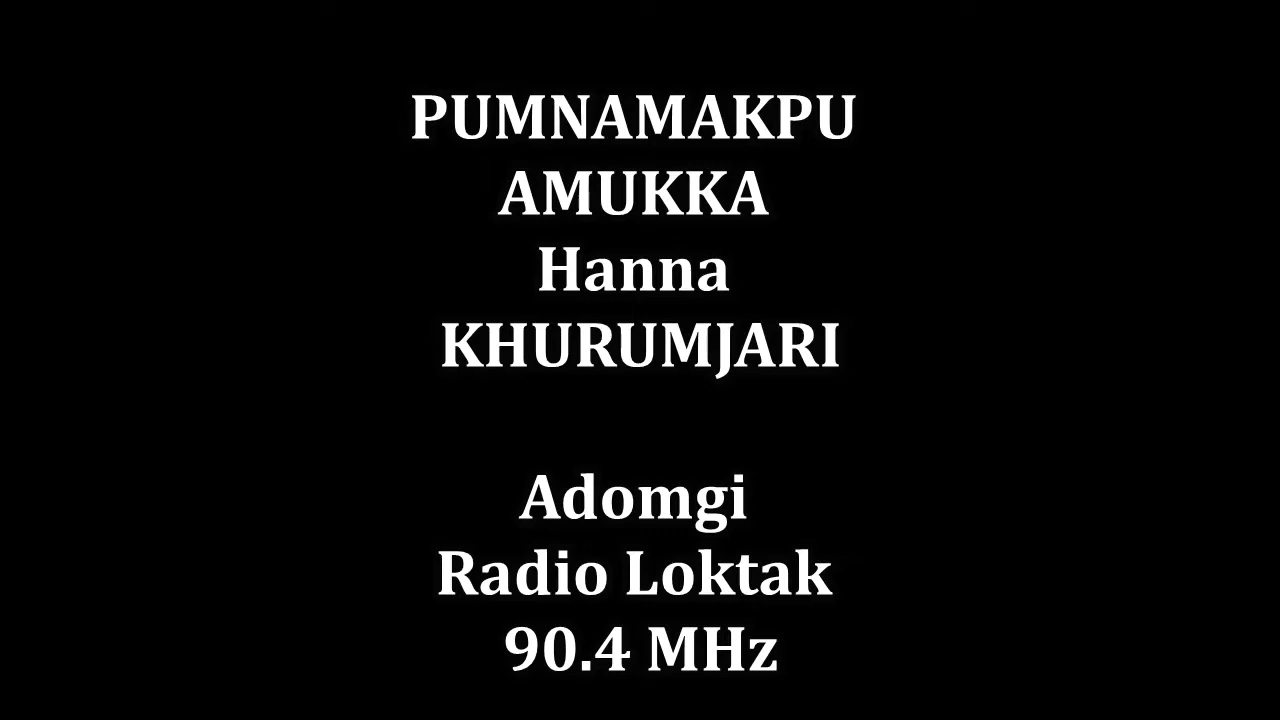 PUMNAMAKPU
AMUKKA
Hanna
KHURUMJARI
Adomgi
Radio Loktak
90.4 MHz